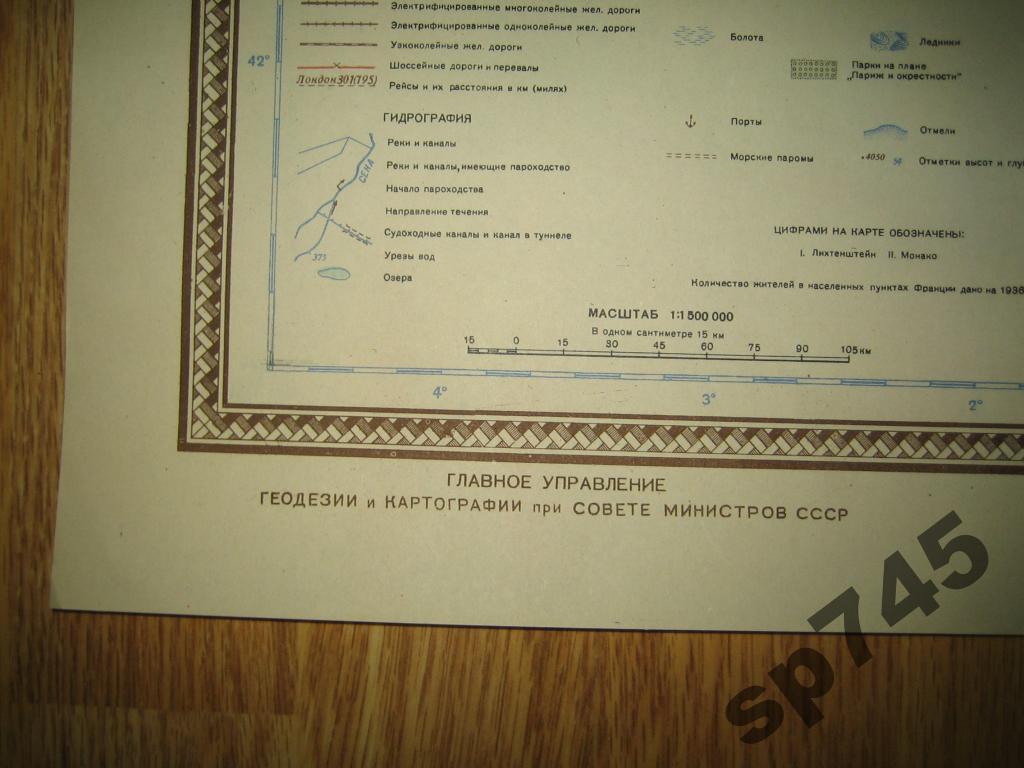 Электрифицированные многоколейные жел. дороги
Электрифицированные одноколейные жел. дороги
Узкоколейные жел. дороги
Шоссейные дороги и перевалы
Лондон 301(195)
Рейсы и их расстояния в км (милях)
42°
Болота
Ледники
Парки на плане
„Париж и окрестности“
ГИДРОГРАФИЯ
Реки и каналы
СЕНА
Реки и каналы, имеющие пароходство
Начало пароходства
Направление течения
Судоходные каналы и канал в туннеле
373
Урезы вод
Озера
Порты
Отмели
Морские паромы
•4050 54 Отметки высот и глу
ЦИФРАМИ НА КАРТЕ ОБОЗНАЧЕНЫ:
I. Лихтенштейн II. Монако
Количество жителей в населенных пунктах Франции дано на 1936
МАСШТАБ 1:1 500 000
В одном сантиметре 15 км
15 0 15 30 45 60 75 90 105 км
4° 3° 2°
ГЛАВНОЕ УПРАВЛЕНИЕ
ГЕОДЕЗИИ и КАРТОГРАФИИ при СОВЕТЕ МИНИСТРОВ СССР
sp745